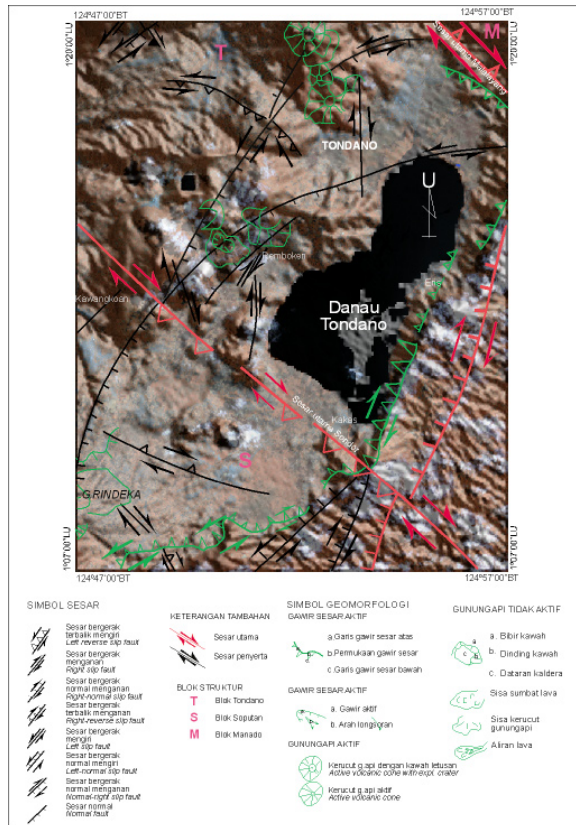 124°47'00"BT
124°57'00"BT
1°20'00"LU
1°20'00"LU
T
M
Sesar utama Malalayang
TONDANO
U
Remboken
Eris
Kawangkoan
Danau
Tondano
Kakas
Sesar utama Sonder
S
G.RINDEKA
1°07'00"LU
1°07'00"LU
124°47'00"BT
124°57'00"BT
SIMBOL SESAR
Sesar bergerak
terbalik mengiri
Left reverse slip fault
Sesar bergerak
menganan
Right slip fault
Sesar bergerak
normal menganan
Right-normal slip fault
Sesar bergerak
terbalik menganan
Right-reverse slip fault
Sesar bergerak
mengiri
Left slip fault
Sesar bergerak
normal mengiri
Left-normal slip fault
Sesar bergerak
menganan normal
Normal-right slip fault
Sesar normal
Normal fault
KETERANGAN TAMBAHAN
Sesar utama
Sesar penyerta
BLOK STRUKTUR
T Blok Tondano
S Blok Soputan
M Blok Manado
SIMBOL GEOMORFOLOGI
GAWIR SESAR AKTIF
a.Garis gawir sesar atas
b.Permukaan gawir sesar
c.Garis gawir sesar bawah
GAWIR SESAR AKTIF
a. Gawir aktif
b. Arah longsoran
GUNUNGAPI AKTIF
Kerucut g.api dengan kawah letusan
Active volcanic cone with expl. crater
Kerucut g.api aktif
Active volcanic cone
GUNUNGAPI TIDAK AKTIF
a
b
c
a. Bibir kawah
b. Dinding kawah
c. Dataran kaldera
Sisa sumbat lava
Sisa kerucut
gunungapi
Aliran lava